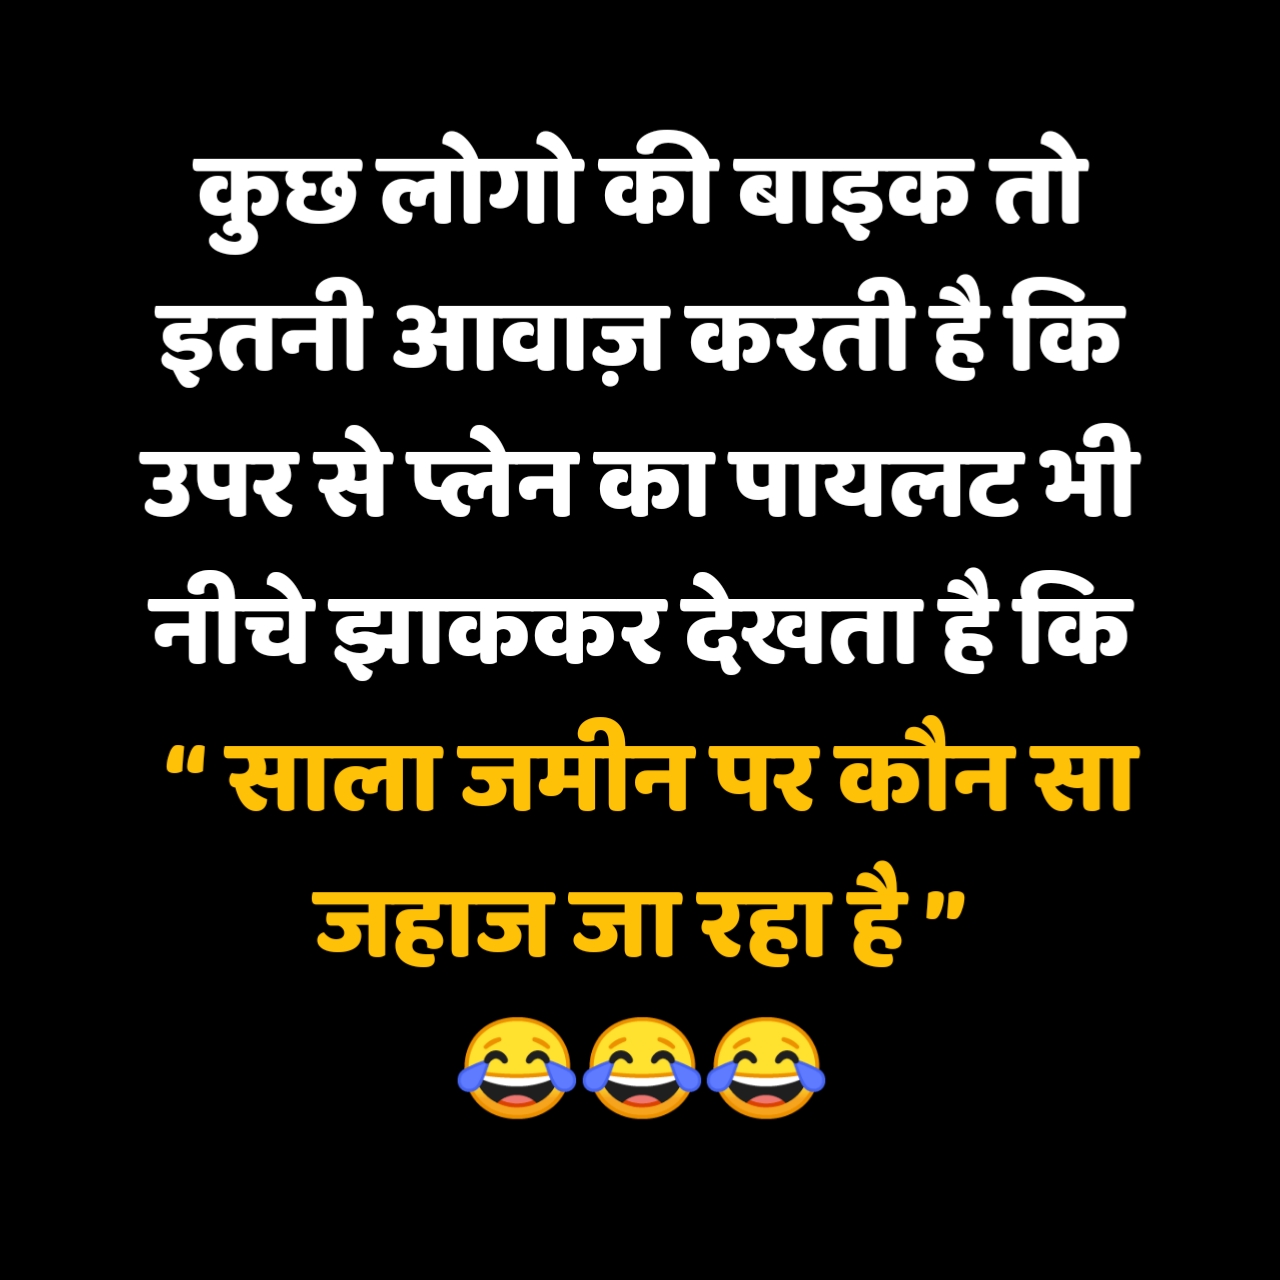 कुछ लोगो की बाइक तो
इतनी आवाज़ करती है कि
उपर से प्लेन का पायलट भी
नीचे झाककर देखता है कि
“ साला जमीन पर कौन सा
जहाज जा रहा है ”
😂😂😂